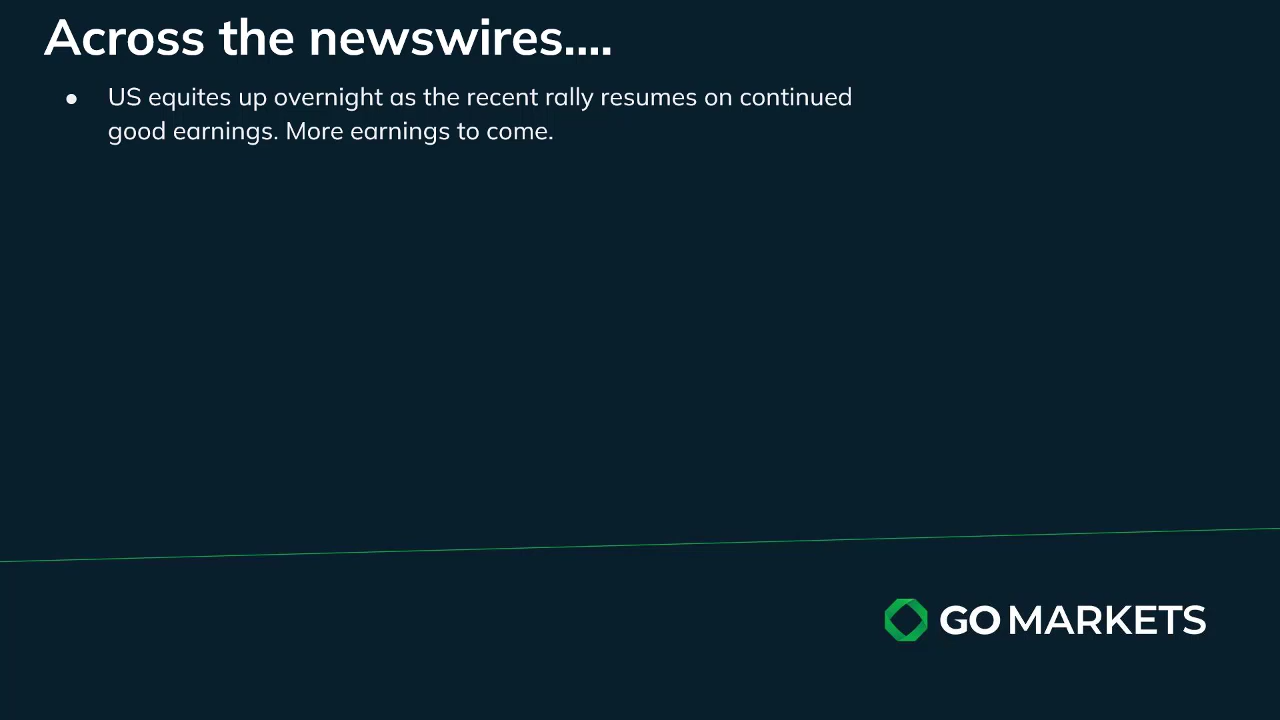 Across the newswires....
● US equites up overnight as the recent rally resumes on continued
good earnings. More earnings to come.
GO MARKETS